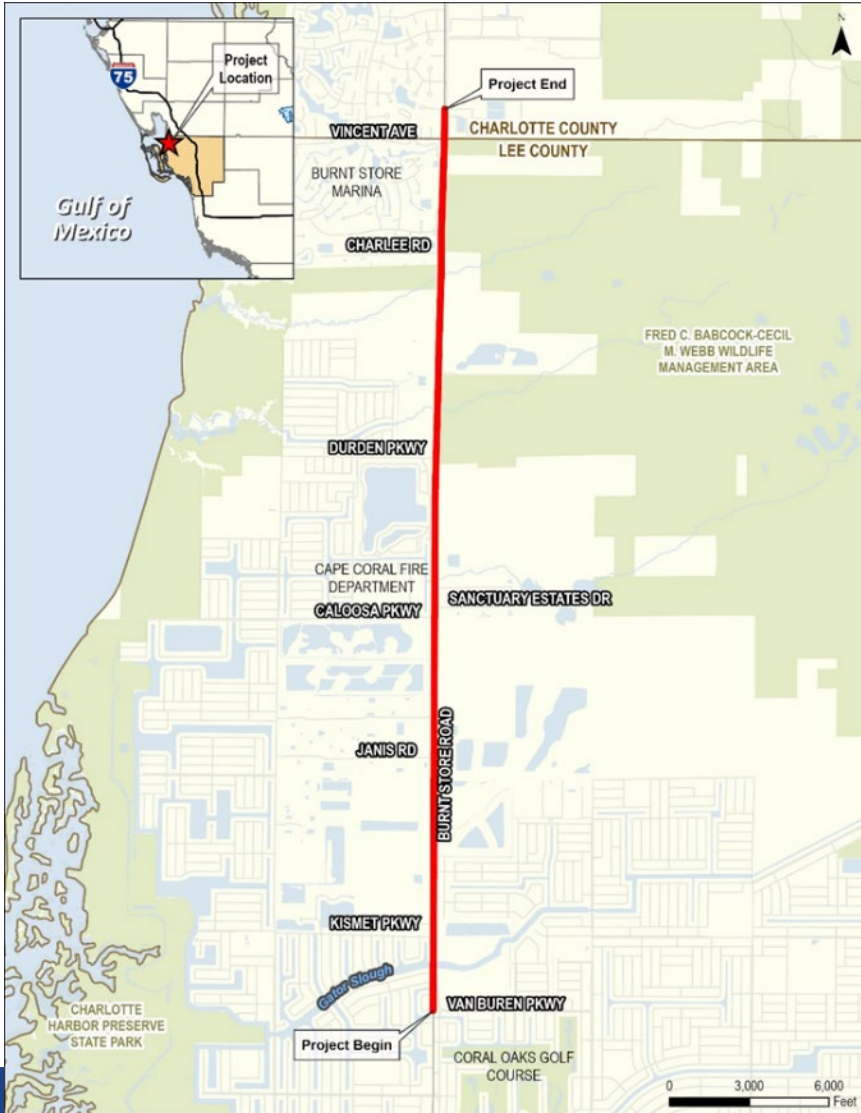 N
Project
Location
75
Gulf of
Mexico
Project End
VINCENT AVE
CHARLOTTE COUNTY
LEE COUNTY
BURNT STORE
MARINA
CHARLEE RD
FRED C. BABCOCK-CECIL
M. WEBB WILDLIFE
MANAGEMENT AREA
DURDEN PKWY
CAPE CORAL FIRE
DEPARTMENT
SANCTUARY ESTATES DR
CALOOSA PKWY
BURNT STORE ROAD
JANIS RD
KISMET PKWY
Gator Slough
VAN BUREN PKWY
CHARLOTTE
HARBOR PRESERVE
STATE PARK
Project Begin
CORAL OAKS GOLF
COURSE
0 3,000 6,000
Feet